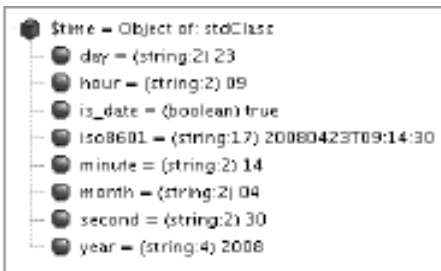 $time = Object of: stdClass
day = (string:2) 23
hour = (string:2) 09
is_date = (boolean) true
iso8601 = (string:17) 20080423T09:14:30
minute = (string:2) 14
month = (string:2) 04
second = (string:2) 30
year = (string:4) 2008